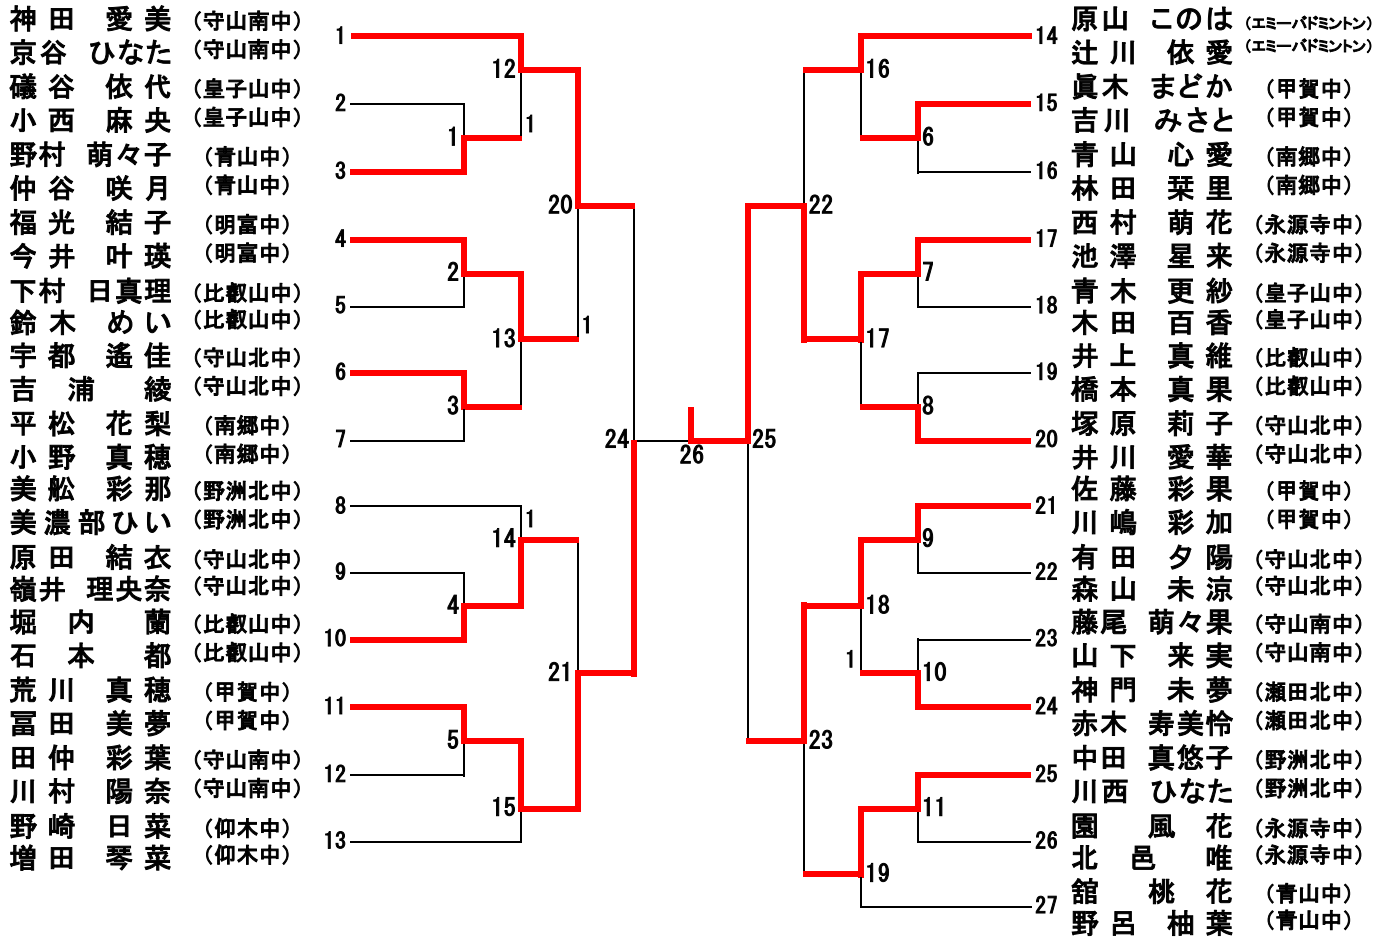 神田 愛美 (守山南中)
京谷 ひなた (守山南中)
1
礒谷 依代 (皇子山中)
小西 麻央 (皇子山中)
2
野村 萌々子 (青山中)
仲谷 咲月 (青山中)
3
福光 結子 (明富中)
今井 叶瑛 (明富中)
4
下村 日真理 (比叡山中)
鈴木 めい (比叡山中)
5
宇都 遙佳 (守山北中)
吉浦 綾 (守山北中)
6
平松 花梨 (南郷中)
小野 真穂 (南郷中)
7
美舩 彩那 (野洲北中)
美濃部ひい (野洲北中)
8
原田 結衣 (守山北中)
嶺井 理央奈 (守山北中)
9
堀内 蘭 (比叡山中)
石本 都 (比叡山中)
10
荒川 真穂 (甲賀中)
冨田 美夢 (甲賀中)
11
田仲 彩葉 (守山南中)
川村 陽奈 (守山南中)
12
野崎 日菜 (仰木中)
増田 琴菜 (仰木中)
13
12
1
1
20
2
13
1
3
24
1
14
4
21
5
15
26
25
16
6
22
7
17
8
9
18
1
10
23
11
19
14
原山 このは (エミーバドミントン)
辻川 依愛 (エミーバドミントン)
15
眞木 まどか (甲賀中)
吉川 みさと (甲賀中)
16
青山 心愛 (南郷中)
林田 栞里 (南郷中)
17
西村 萌花 (永源寺中)
池澤 星来 (永源寺中)
18
青木 更紗 (皇子山中)
木田 百香 (皇子山中)
19
井上 真維 (比叡山中)
橋本 真果 (比叡山中)
20
塚原 莉子 (守山北中)
井川 愛華 (守山北中)
21
佐藤 彩果 (甲賀中)
川嶋 彩加 (甲賀中)
22
有田 夕陽 (守山北中)
森山 未涼 (守山北中)
23
藤尾 萌々果 (守山南中)
山下 来実 (守山南中)
24
神門 未夢 (瀬田北中)
赤木 寿美怜 (瀬田北中)
25
中田 真悠子 (野洲北中)
川西 ひなた (野洲北中)
26
園 風花 (永源寺中)
北邑 唯 (永源寺中)
27
舘 桃花 (青山中)
野呂 柚葉 (青山中)